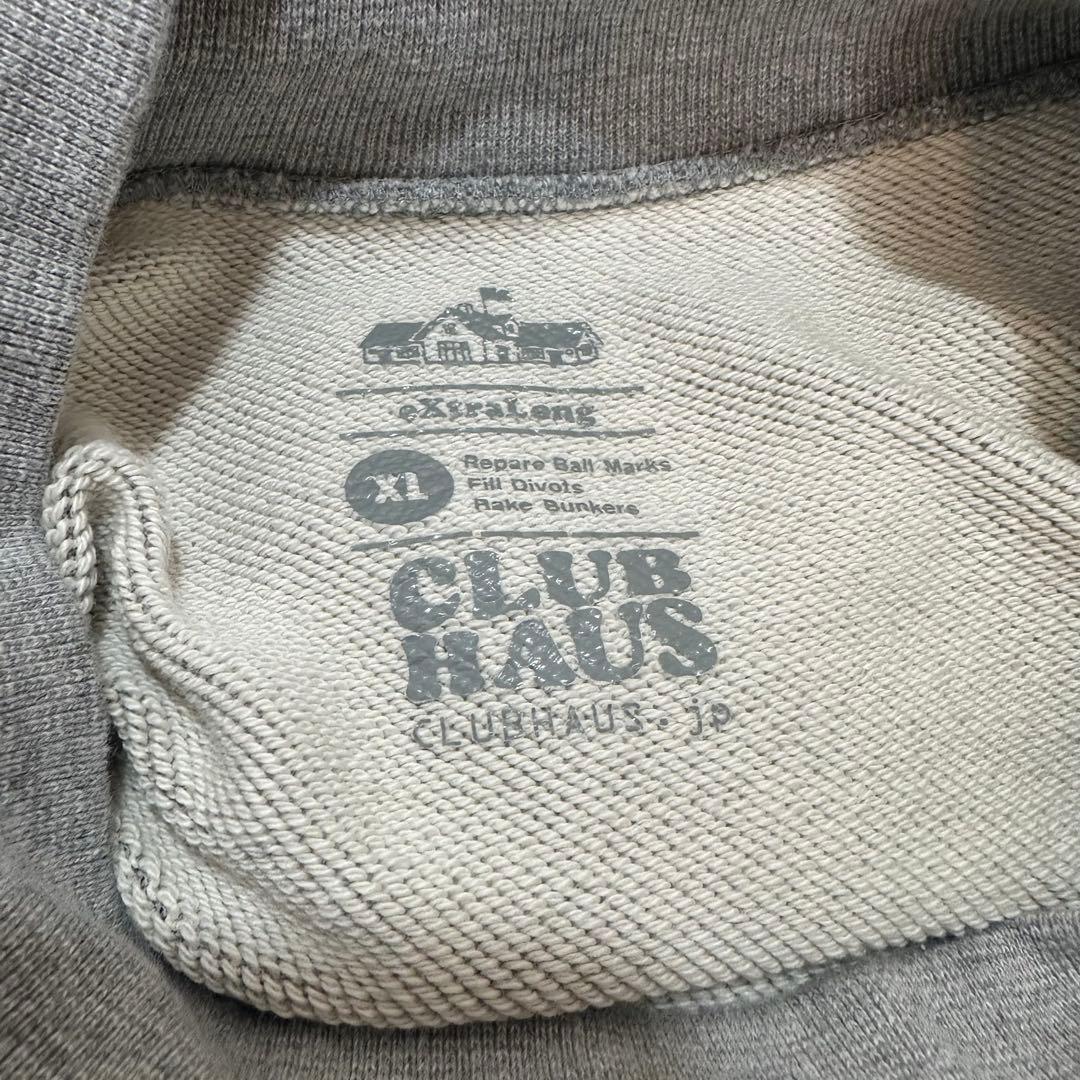 eXtraLong
XL
Repare Ball Marks
Fill Divots
Rake Bunkers
CLUB
HAUS
CLUBHAUS.jp